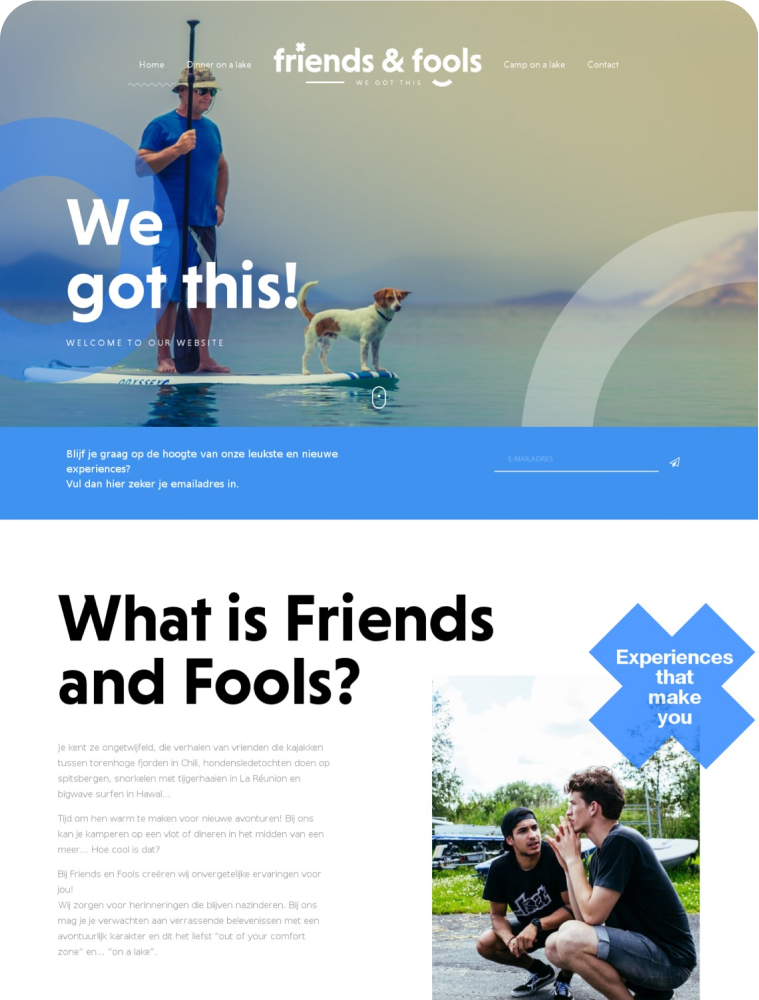 Home
Dinner on a lake
friends & fools
WE GOT THIS
Camp on a lake
Contact
We
got this!
WELCOME TO OUR WEBSITE
Blijf je graag op de hoogte van onze leukste en nieuwe
experiences?
Vul dan hier zeker je emailadres in.
E-MAILADRES
What is Friends
and Fools?
Experiences
that
make
you
Je kent ze ongetwijfeld, die verhalen van vrienden die kajakken
tussen torenhoge fjorden in Chili, hondensledetochten doen op
spitsbergen, snorkelen met tijgerhaaien in La Réunion en
bigwave surfen in Hawaï...
Tijd om hen warm te maken voor nieuwe avonturen! Bij ons
kan je kamperen op een vlot of dineren in het midden van een
meer... Hoe cool is dat?
Bij Friends en Fools creëren wij onvergetelijke ervaringen voor
jou!
Wij zorgen voor herinneringen die blijven nazinderen. Bij ons
mag je je verwachten aan verrassende belevenissen met een
avontuurlijk karakter en dit het liefst "out of your comfort
zone" en... "on a lake".